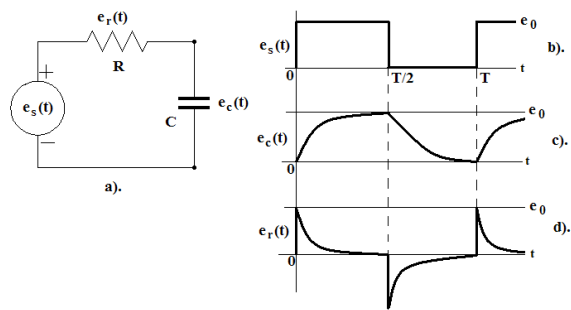 e_r(t)
R
+
e_s(t)
−
C
e_c(t)
a).
e_s(t)
e_0
b).
0
T/2
T
t
e_0
e_c(t)
c).
0
t
e_0
e_r(t)
d).
0
t